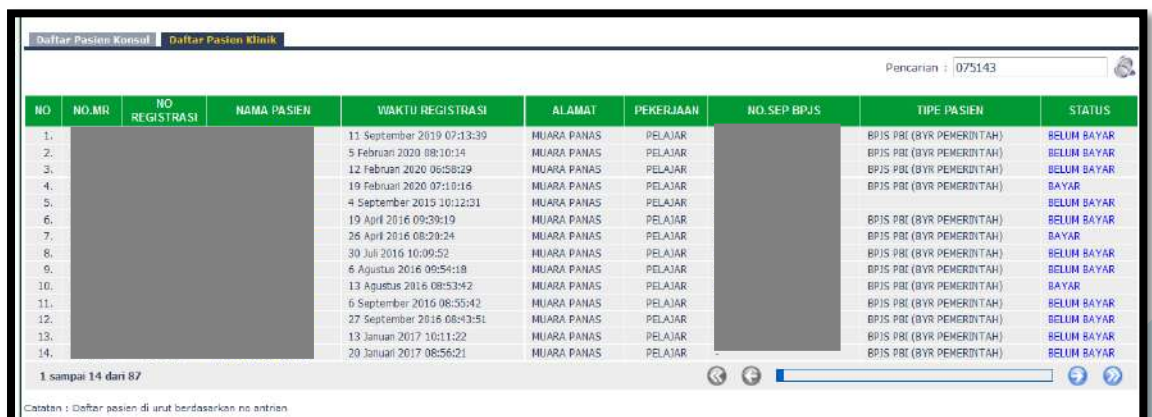 Daftar Pasien Konsul Daftar Pasien Klinik
Pencarian : 075143
NO NO.MR NO REGISTRASI NAMA PASIEN WAKTU REGISTRASI ALAMAT PEKERJAAN NO.SEP BPJS TIPE PASIEN STATUS
1. 11 September 2019 07:13:39 MUARA PANAS PELAJAR BPJS PBI (BYR PEMERINTAH) BELUM BAYAR
2. 5 Februari 2020 08:10:14 MUARA PANAS PELAJAR BPJS PBI (BYR PEMERINTAH) BELUM BAYAR
3. 12 Februari 2020 06:58:29 MUARA PANAS PELAJAR BPJS PBI (BYR PEMERINTAH) BELUM BAYAR
4. 19 Februari 2020 07:18:16 MUARA PANAS PELAJAR BPJS PBI (BYR PEMERINTAH) BAYAR
5. 4 September 2015 10:12:31 MUARA PANAS PELAJAR BELUM BAYAR
6. 19 April 2016 09:39:19 MUARA PANAS PELAJAR BPJS PBI (BYR PEMERINTAH) BELUM BAYAR
7. 26 April 2016 08:20:24 MUARA PANAS PELAJAR BPJS PBI (BYR PEMERINTAH) BAYAR
8. 30 Juli 2016 10:09:52 MUARA PANAS PELAJAR BPJS PBI (BYR PEMERINTAH) BELUM BAYAR
9. 6 Agustus 2016 09:54:18 MUARA PANAS PELAJAR BPJS PBI (BYR PEMERINTAH) BELUM BAYAR
10. 13 Agustus 2016 08:53:42 MUARA PANAS PELAJAR BPJS PBI (BYR PEMERINTAH) BAYAR
11. 6 September 2016 08:55:42 MUARA PANAS PELAJAR BPJS PBI (BYR PEMERINTAH) BELUM BAYAR
12. 27 September 2016 08:43:51 MUARA PANAS PELAJAR BPJS PBI (BYR PEMERINTAH) BELUM BAYAR
13. 13 Januari 2017 10:11:22 MUARA PANAS PELAJAR BPJS PBI (BYR PEMERINTAH) BELUM BAYAR
14. 20 Januari 2017 08:56:21 MUARA PANAS PELAJAR - BPJS PBI (BYR PEMERINTAH) BELUM BAYAR
1 sampai 14 dari 87
Catatan : Daftar pasien di urut berdasarkan no antrian